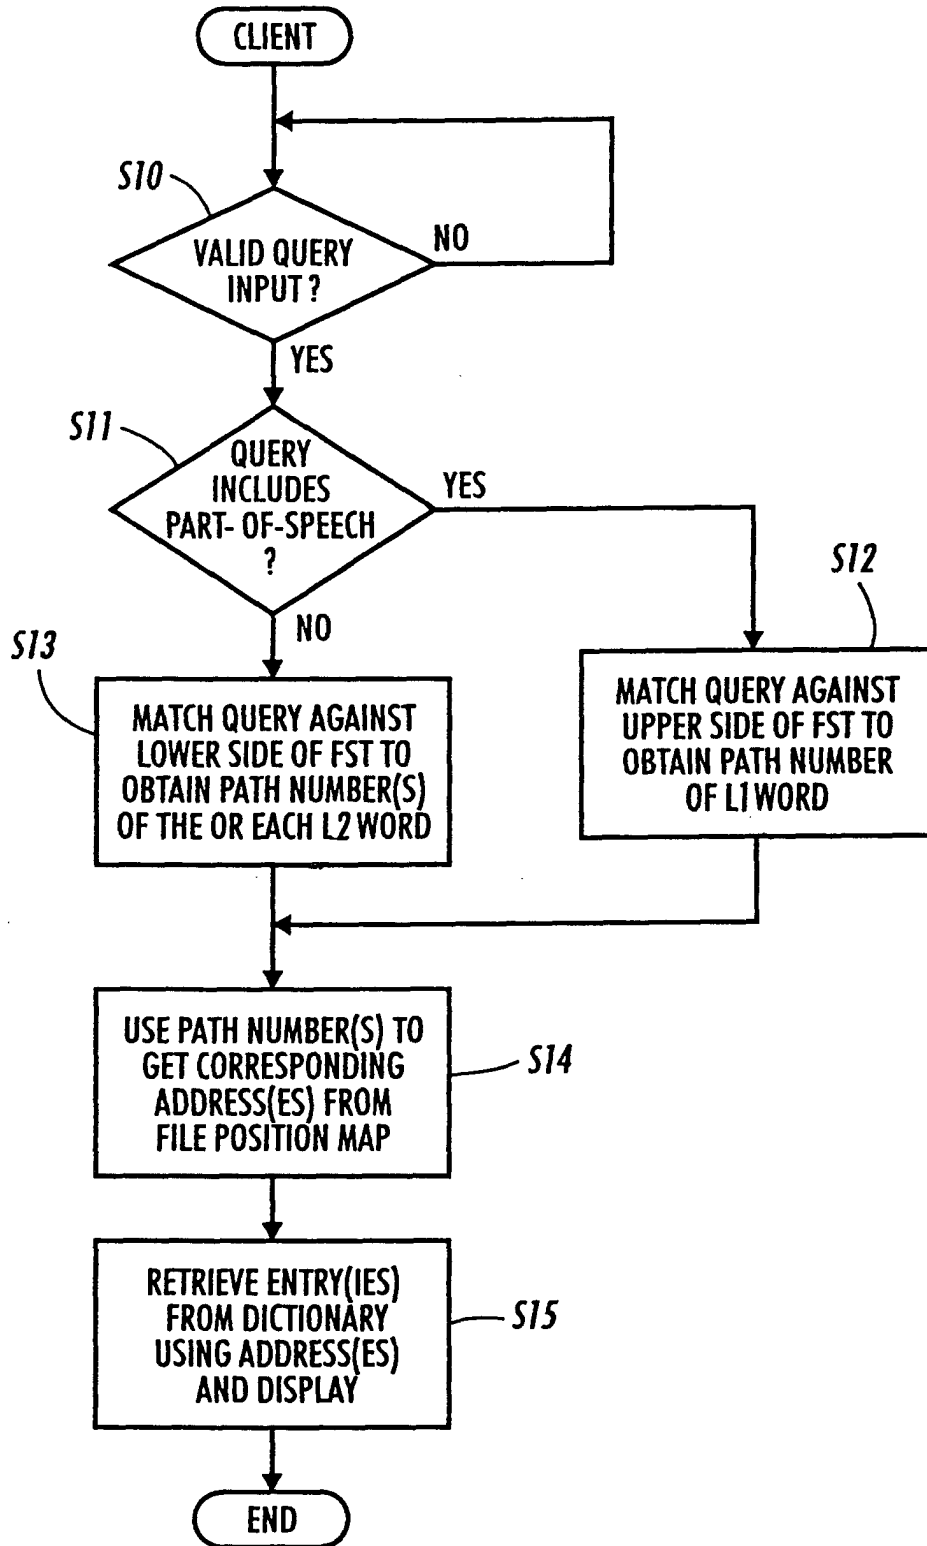 CLIENT
S10
VALID QUERY
INPUT?
NO
YES
S11
QUERY
INCLUDES
PART-OF-SPEECH
?
YES
NO
S12
MATCH QUERY AGAINST
UPPER SIDE OF FST TO
OBTAIN PATH NUMBER
OF L1 WORD
S13
MATCH QUERY AGAINST
LOWER SIDE OF FST TO
OBTAIN PATH NUMBER(S)
OF THE OR EACH L2 WORD
USE PATH NUMBER(S) TO
GET CORRESPONDING
ADDRESS(ES) FROM
FILE POSITION MAP
S14
RETRIEVE ENTRY(IES)
FROM DICTIONARY
USING ADDRESS(ES)
AND DISPLAY
S15
END